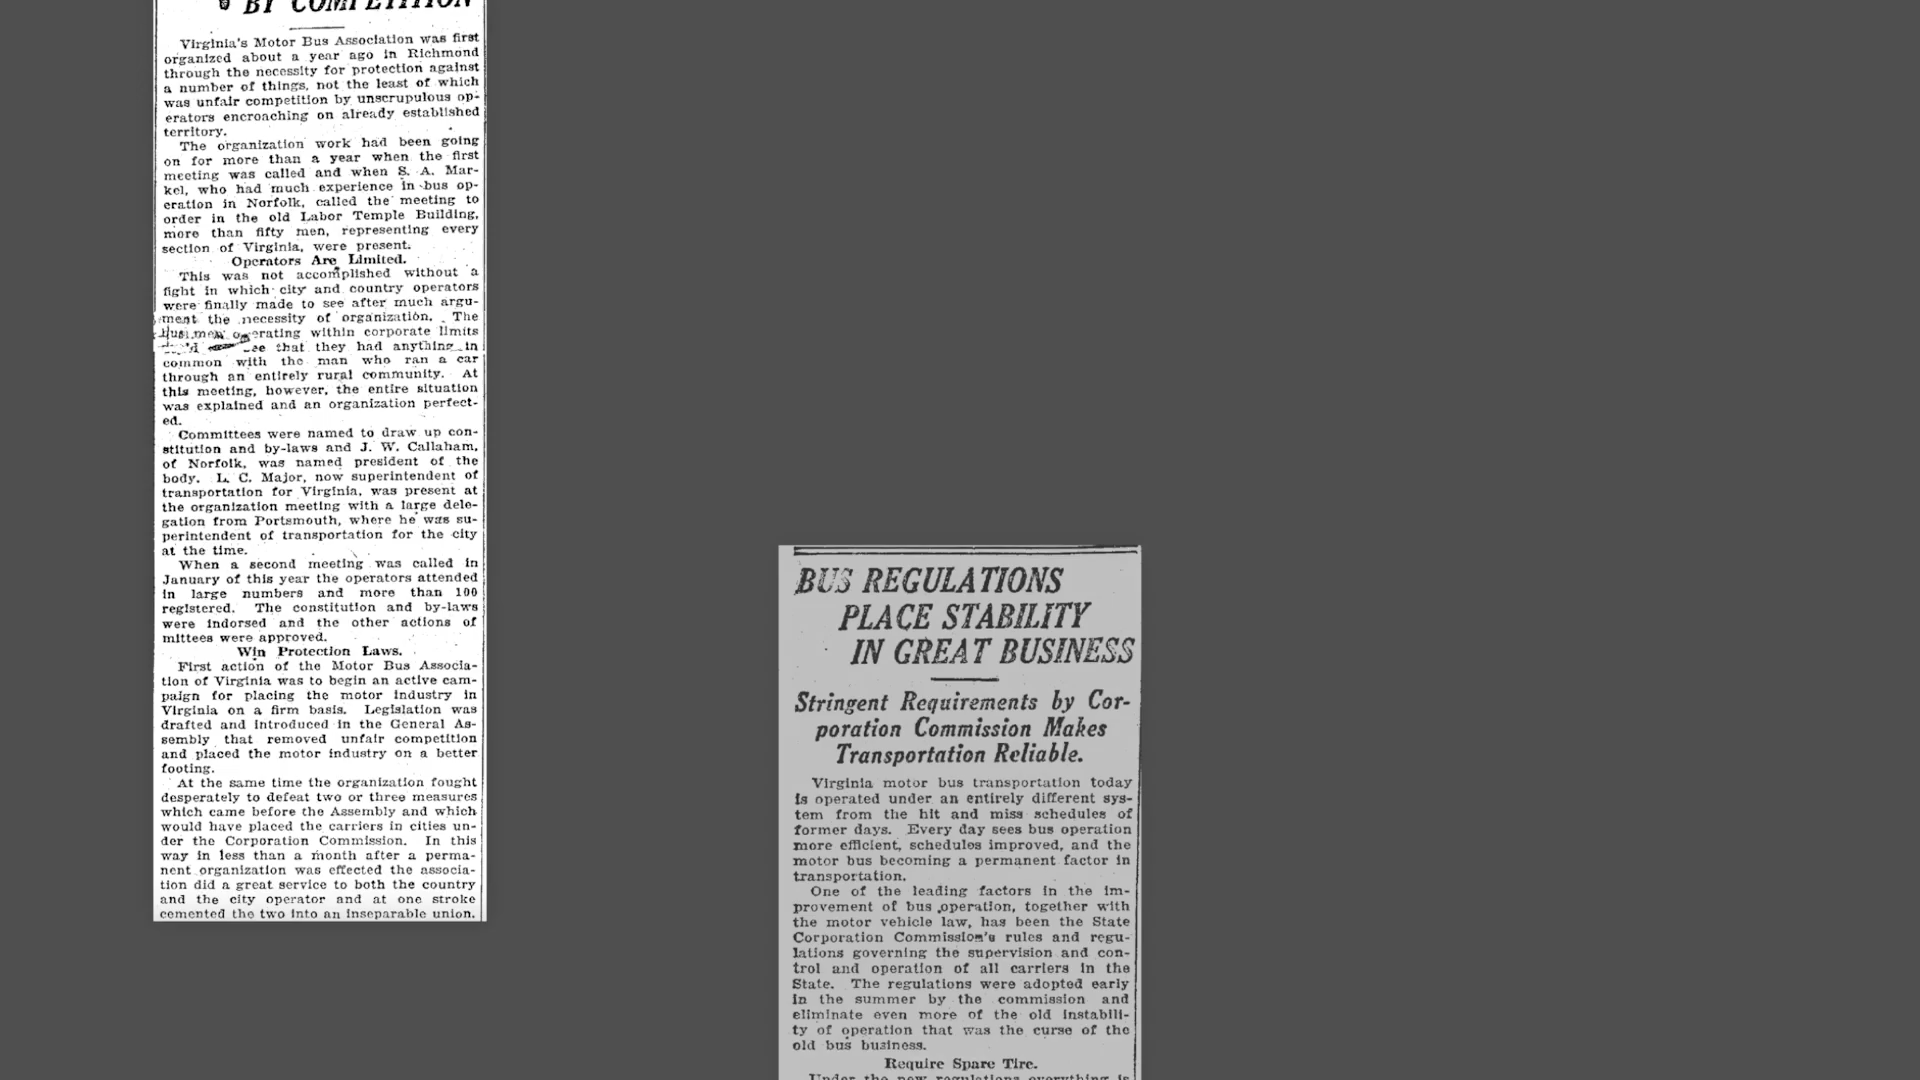 BY COMPETITION
Virginia's Motor Bus Association was first
organized about a year ago in Richmond
through the necessity for protection against
a number of things, not the least of which
was unfair competition by unscrupulous op-
erators encroaching on already established
territory.
The organization work had been going
on for more than a year when the first
meeting was called and when S. A. Mar-
kel, who had much experience in bus op-
eration in Norfolk, called the meeting to
order in the old Labor Temple Building,
more than fifty men, representing every
section of Virginia, were present.
Operators Are Limited.
This was not accomplished without a
fight in which city and country operators
were finally made to see after much argu-
ment the necessity of organization. The
operating within corporate limits
see that they had anything in
common with the man who ran a car
through an entirely rural community. At
this meeting, however, the entire situation
was explained and an organization perfect-
ed.
Committees were named to draw up con-
stitution and by-laws and J. W. Callaham,
of Norfolk, was named president of the
body. L. C. Major, now superintendent of
transportation for Virginia, was present at
the organization meeting with a large dele-
gation from Portsmouth, where he was su-
perintendent of transportation for the city
at the time.
When a second meeting was called in
January of this year the operators attended
in large numbers and more than 100
registered. The constitution and by-laws
were indorsed and the other actions of
mittees were approved.
Win Protection Laws.
First action of the Motor Bus Associa-
tion of Virginia was to begin an active cam-
paign for placing the motor industry in
Virginia on a firm basis. Legislation was
drafted and introduced in the General As-
sembly that removed unfair competition
and placed the motor industry on a better
footing.
At the same time the organization fought
desperately to defeat two or three measures
which came before the Assembly and which
would have placed the carriers in cities un-
der the Corporation Commission. In this
way in less than a month after a perma-
nent organization was effected the associa-
tion did a great service to both the country
and the city operator and at one stroke
cemented the two into an inseparable union.
BUS REGULATIONS
PLACE STABILITY
IN GREAT BUSINESS
Stringent Requirements by Cor-
poration Commission Makes
Transportation Reliable.
Virginia motor bus transportation today
is operated under an entirely different sys-
tem from the hit and miss schedules of
former days. Every day sees bus operation
more efficient, schedules improved, and the
motor bus becoming a permanent factor in
transportation.
One of the leading factors in the im-
provement of bus operation, together with
the motor vehicle law, has been the State
Corporation Commission's rules and regu-
lations governing the supervision and con-
trol and operation of all carriers in the
State. The regulations were adopted early
in the summer by the commission and
eliminate even more of the old instabili-
ty of operation that was the curse of the
old bus business.
Require Spare Tire.
Under the new regulations everything is